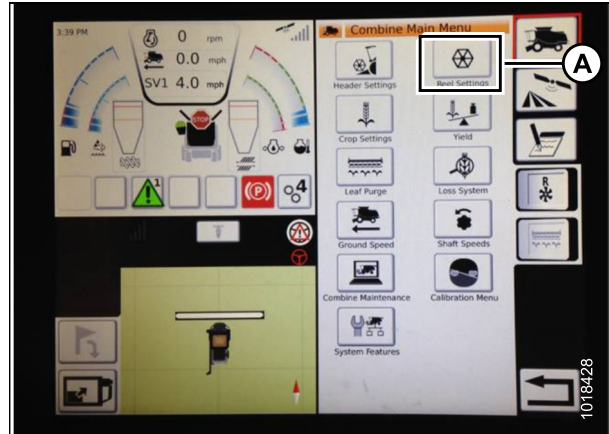 3:39 PM
0 rpm
0.0 mph
SV1 4.0 mph
STOP
1
(P)
4
Combine Main Menu
Header Settings
Reel Settings
A
Crop Settings
Yield
Leaf Purge
Loss System
Ground Speed
Shaft Speeds
Combine Maintenance
Calibration Menu
System Features
R
1018428